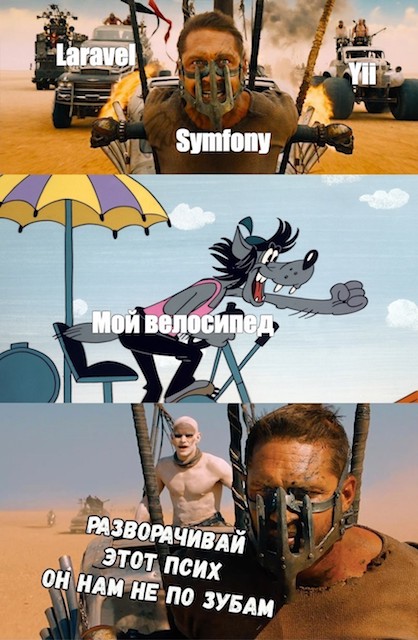 Laravel
Yii
Symfony
Мой велосипед
РАЗВОРАЧИВАЙ
ЭТОТ ПСИХ
ОН НАМ НЕ ПО ЗУБАМ